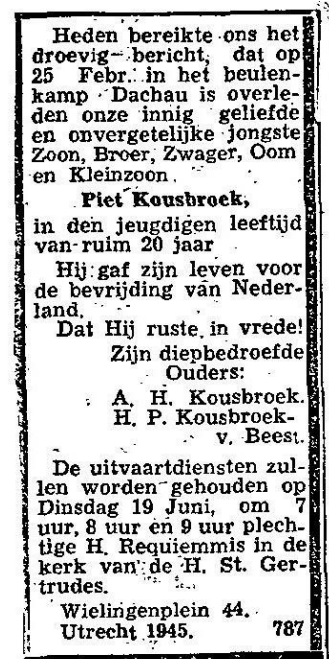 Heden bereikte ons het
droevig bericht, dat op
25 Febr. in het beulen-
kamp Dachau is overle-
den onze innig geliefde
en onvergetelijke jongste
Zoon, Broer, Zwager, Oom
en Kleinzoon
Piet Kousbroek,
in den jeugdigen leeftijd
van ruim 20 jaar
Hij gaf zijn leven voor
de bevrijding van Neder-
land.
Dat Hij ruste in vrede!
Zijn diepbedroefde
Ouders:
A. H. Kousbroek.
H. P. Kousbroek-
v. Beest.
De uitvaartdiensten zul-
len worden gehouden op
Dinsdag 19 Juni, om 7
uur, 8 uur en 9 uur plech-
tige H. Requiemmis in de
kerk van de H. St. Ger-
trudes.
Wielingenplein 44.
Utrecht 1945. 787